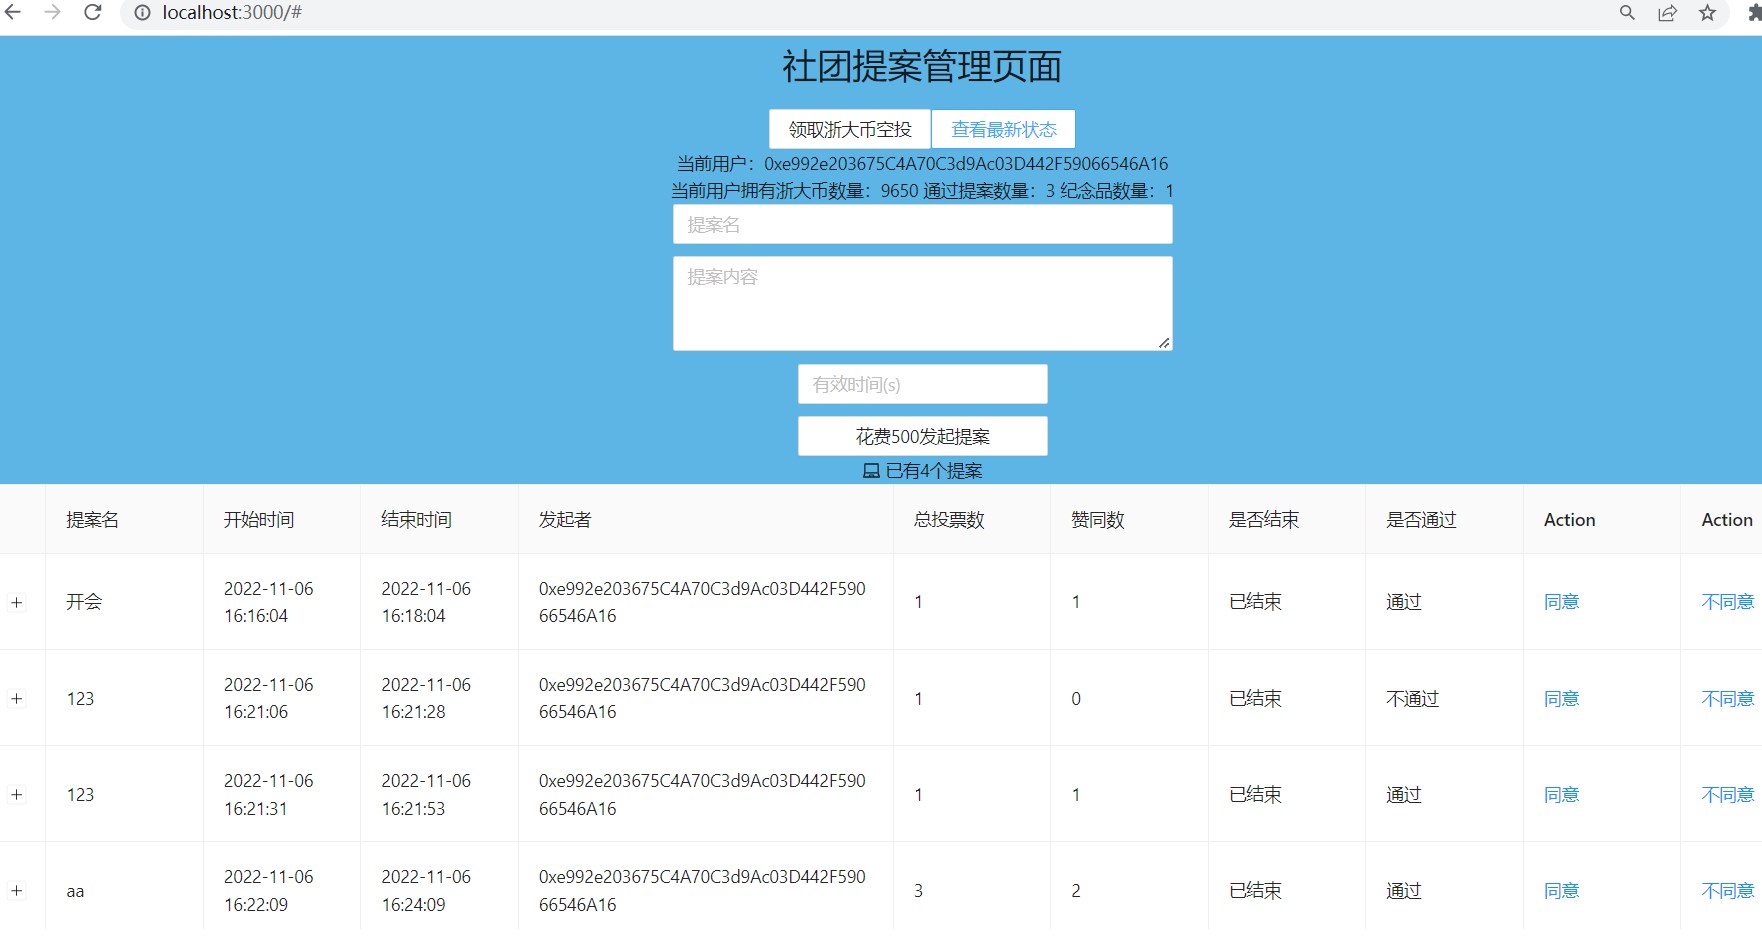 localhost:3000/#
社团提案管理页面
领取浙大币空投 查看最新状态
当前用户：0xe992e203675C4A70C3d9Ac03D442F59066546A16
当前用户拥有浙大币数量：9650 通过提案数量：3 纪念品数量：1
提案名
提案内容
有效时间(s)
花费500发起提案
已有4个提案
提案名 开始时间 结束时间 发起者 总投票数 赞同数 是否结束 是否通过 Action Action
开会 2022-11-06 16:16:04 2022-11-06 16:18:04 0xe992e203675C4A70C3d9Ac03D442F59066546A16 1 1 已结束 通过 同意 不同意
123 2022-11-06 16:21:06 2022-11-06 16:21:28 0xe992e203675C4A70C3d9Ac03D442F59066546A16 1 0 已结束 不通过 同意 不同意
123 2022-11-06 16:21:31 2022-11-06 16:21:53 0xe992e203675C4A70C3d9Ac03D442F59066546A16 1 1 已结束 通过 同意 不同意
aa 2022-11-06 16:22:09 2022-11-06 16:24:09 0xe992e203675C4A70C3d9Ac03D442F59066546A16 3 2 已结束 通过 同意 不同意